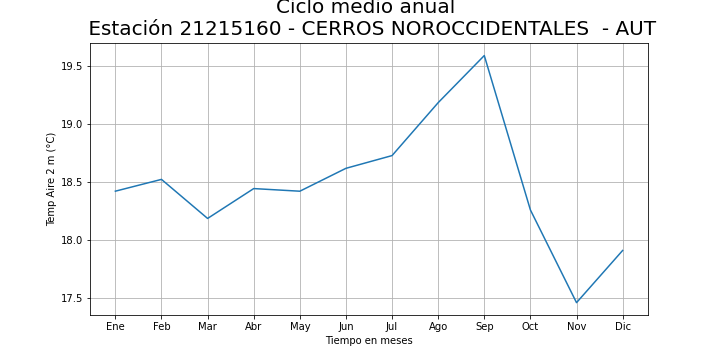 Ciclo medio anual
Estación 21215160 - CERROS NOROCCIDENTALES  - AUT
19.5
19.0
18.5
18.0
17.5
Temp Aire 2 m (°C)
Ene Feb Mar Abr May Jun Jul Ago Sep Oct Nov Dic
Tiempo en meses